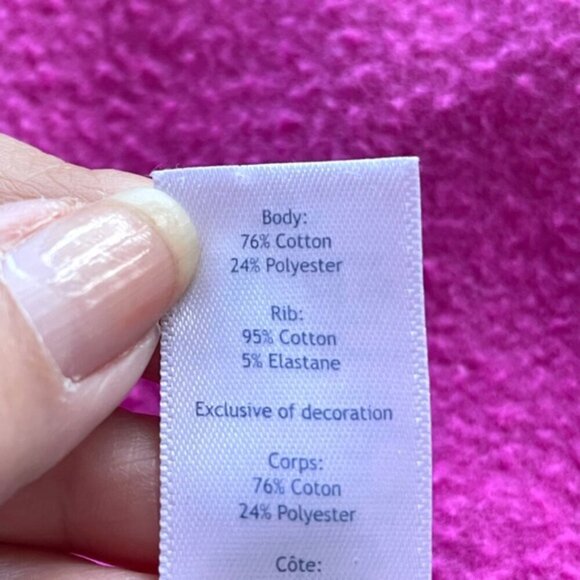 Body:
76% Cotton
24% Polyester
Rib:
95% Cotton
5% Elastane
Exclusive of decoration
Corps:
76% Coton
24% Polyester
Côte: